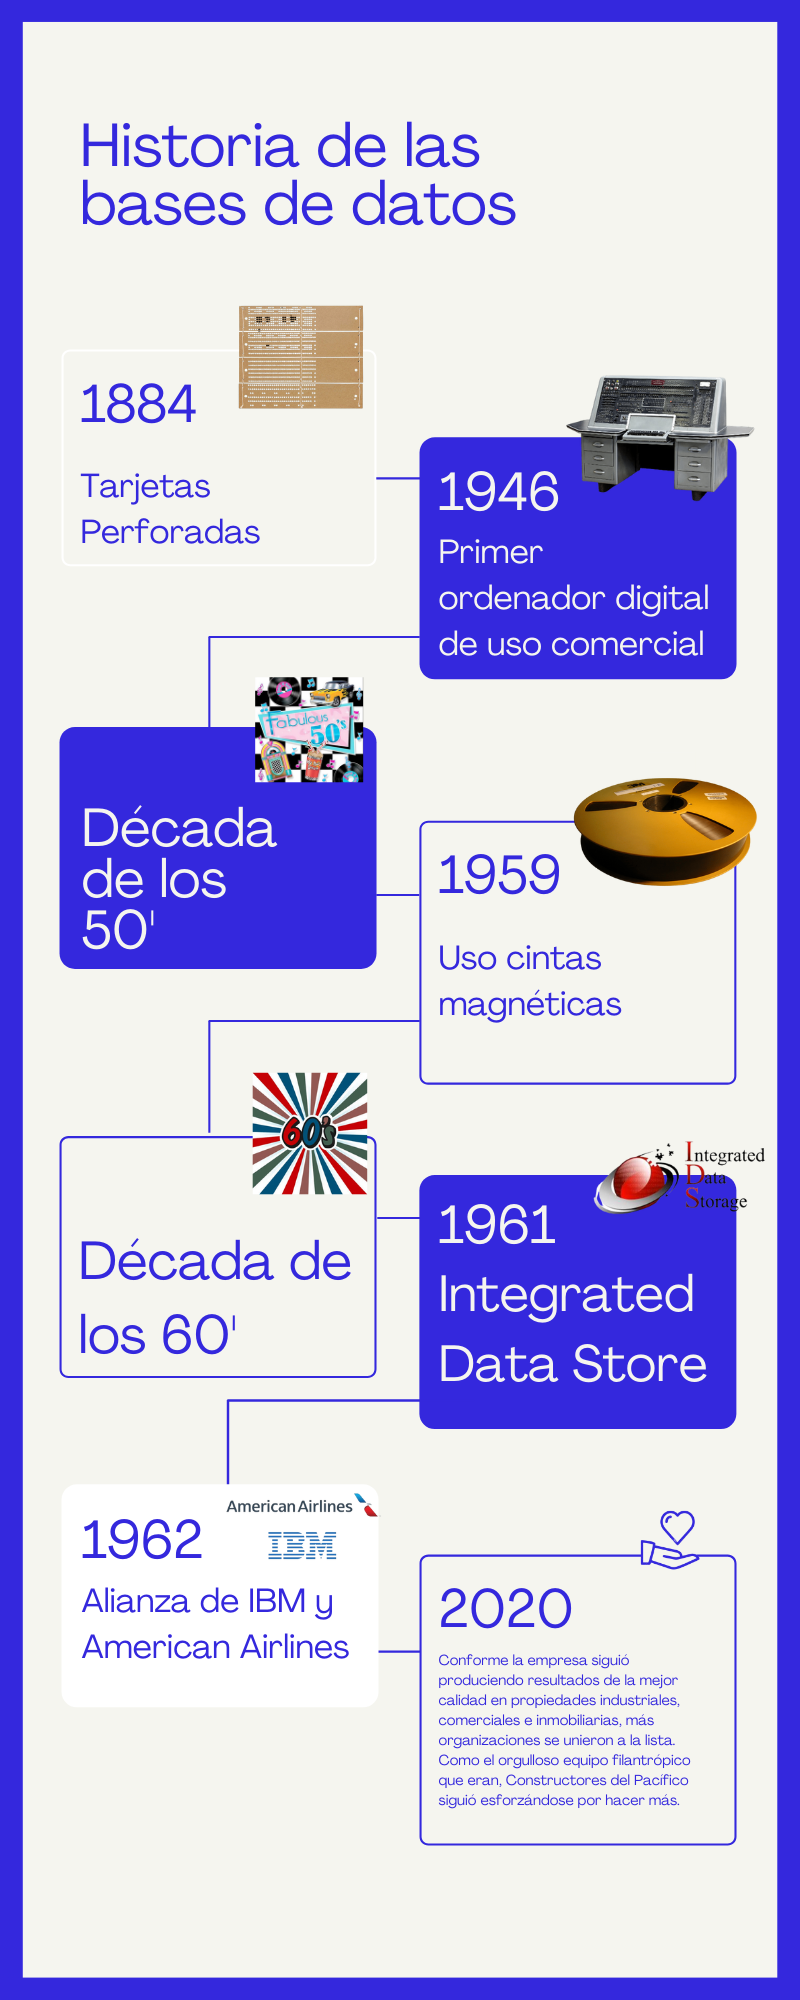 Historia de las
bases de datos
1884
Tarjetas
Perforadas
1946
Primer
ordenador digital
de uso comercial
Fabulous
50's
Década
de los
50'
1959
Uso cintas
magnéticas
60's
Década de
los 60'
Integrated
Data
Storage
1961
Integrated
Data Store
American Airlines
IBM
1962
Alianza de IBM y
American Airlines
2020
Conforme la empresa siguió
produciendo resultados de la mejor
calidad en propiedades industriales,
comerciales e inmobiliarias, más
organizaciones se unieron a la lista.
Como el orgulloso equipo filantrópico
que eran, Constructores del Pacífico
siguió esforzándose por hacer más.